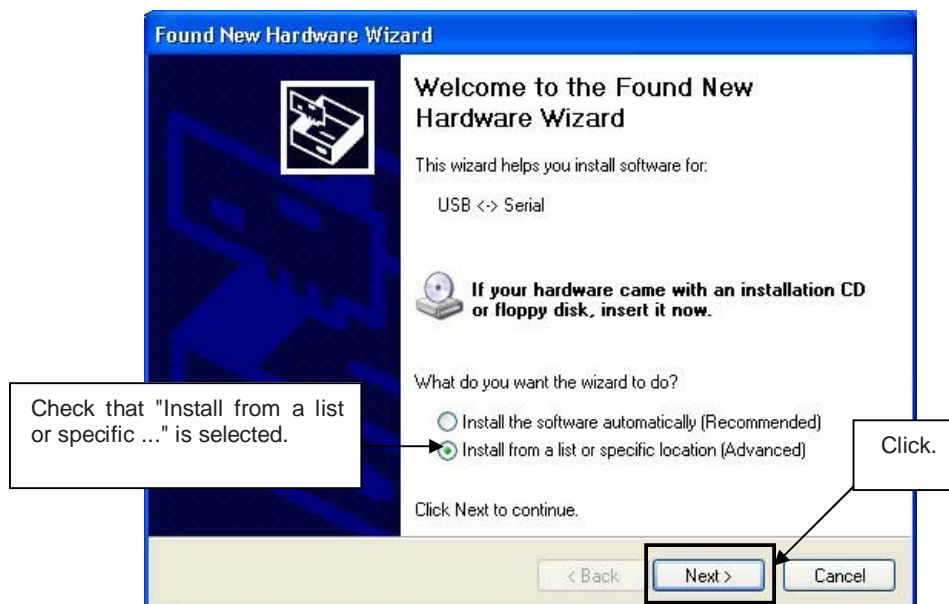 Found New Hardware Wizard
Welcome to the Found New
Hardware Wizard
This wizard helps you install software for:
USB <-> Serial
If your hardware came with an installation CD
or floppy disk, insert it now.
What do you want the wizard to do?
Install the software automatically (Recommended)
Install from a list or specific location (Advanced)
Click Next to continue.
< Back
Next >
Cancel
Check that "Install from a list
or specific ..." is selected.
Click.